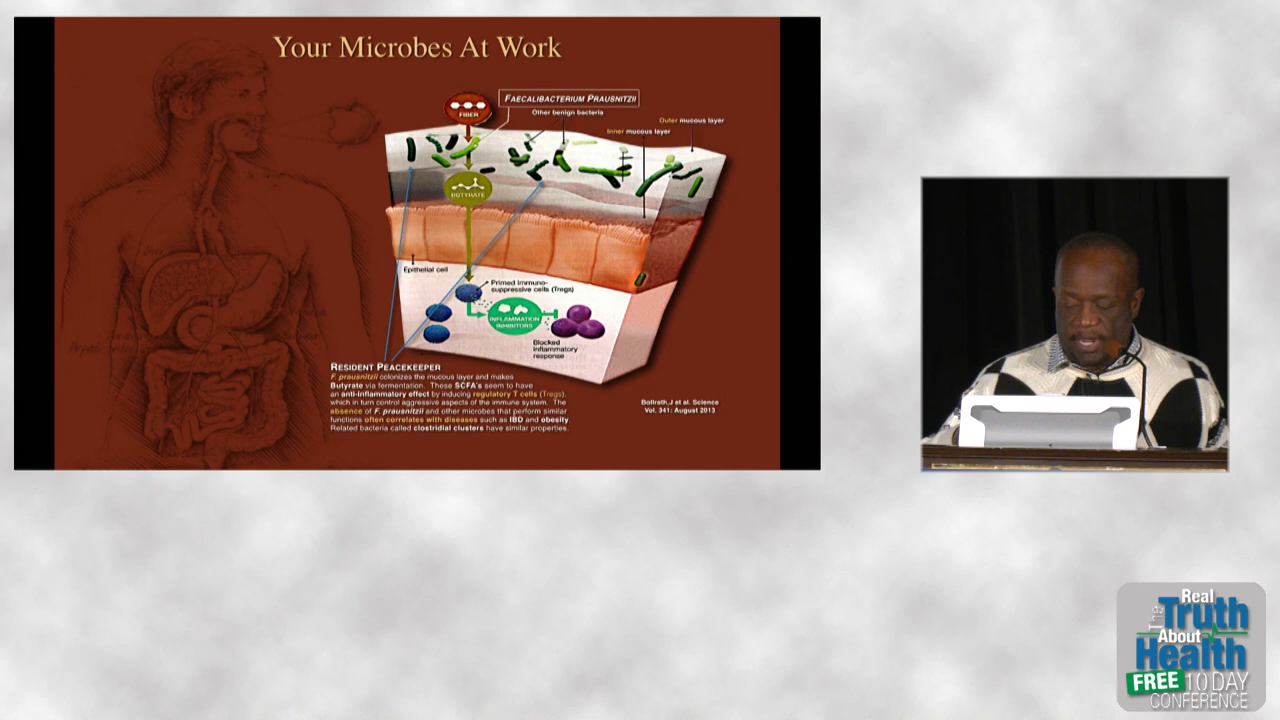 Your Microbes At Work
FIBER
FAECALIBACTERIUM PRAUSNITZII
Other benign bacteria
Outer mucous layer
Inner mucous layer
BUTYRATE
Epithelial cell
Primed immuno-
suppressive cells (Tregs)
INFLAMMATION
INHIBITORS
Blocked
inflammatory
response
RESIDENT PEACEKEEPER
F. prausnitzii colonizes the mucous layer and makes
Butyrate via fermentation. These SCFA's seem to have
an anti-inflammatory effect by inducing regulatory T cells (Tregs),
which in turn control aggressive aspects of the immune system. The
absence of F. prausnitzii and other microbes that perform similar
functions often correlates with diseases such as IBD and obesity.
Related bacteria called clostridial clusters have similar properties.
Bollrath,J et al. Science
Vol. 341: August 2013
The Real
Truth
About
Health
FREE 10 DAY
CONFERENCE